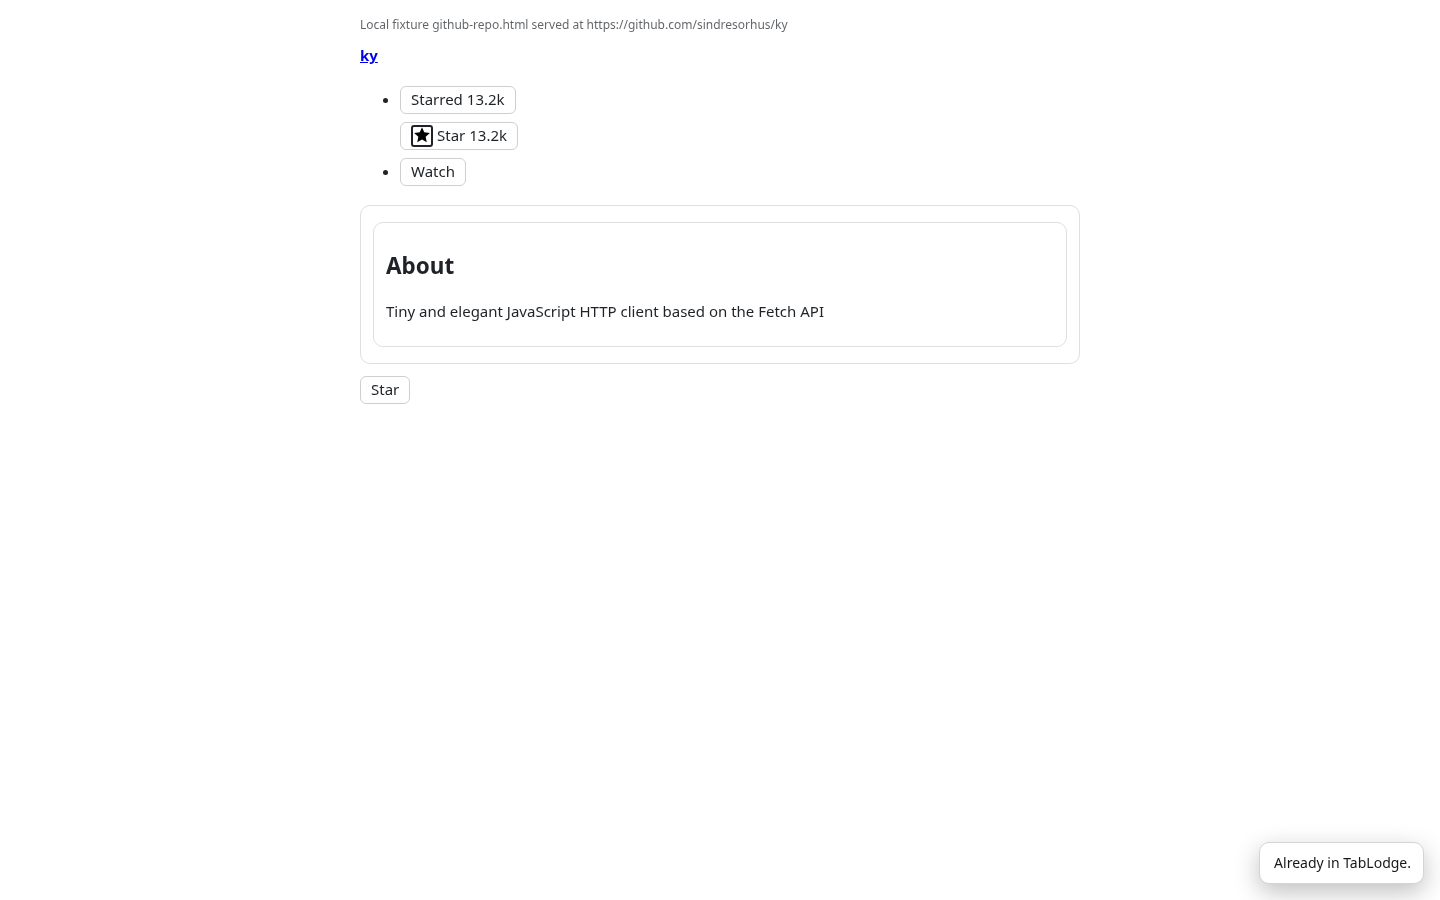 Local fixture github-repo.html served at https://github.com/sindresorhus/ky
ky
Starred 13.2k
Star 13.2k
Watch
About
Tiny and elegant JavaScript HTTP client based on the Fetch API
Star
Already in TabLodge.